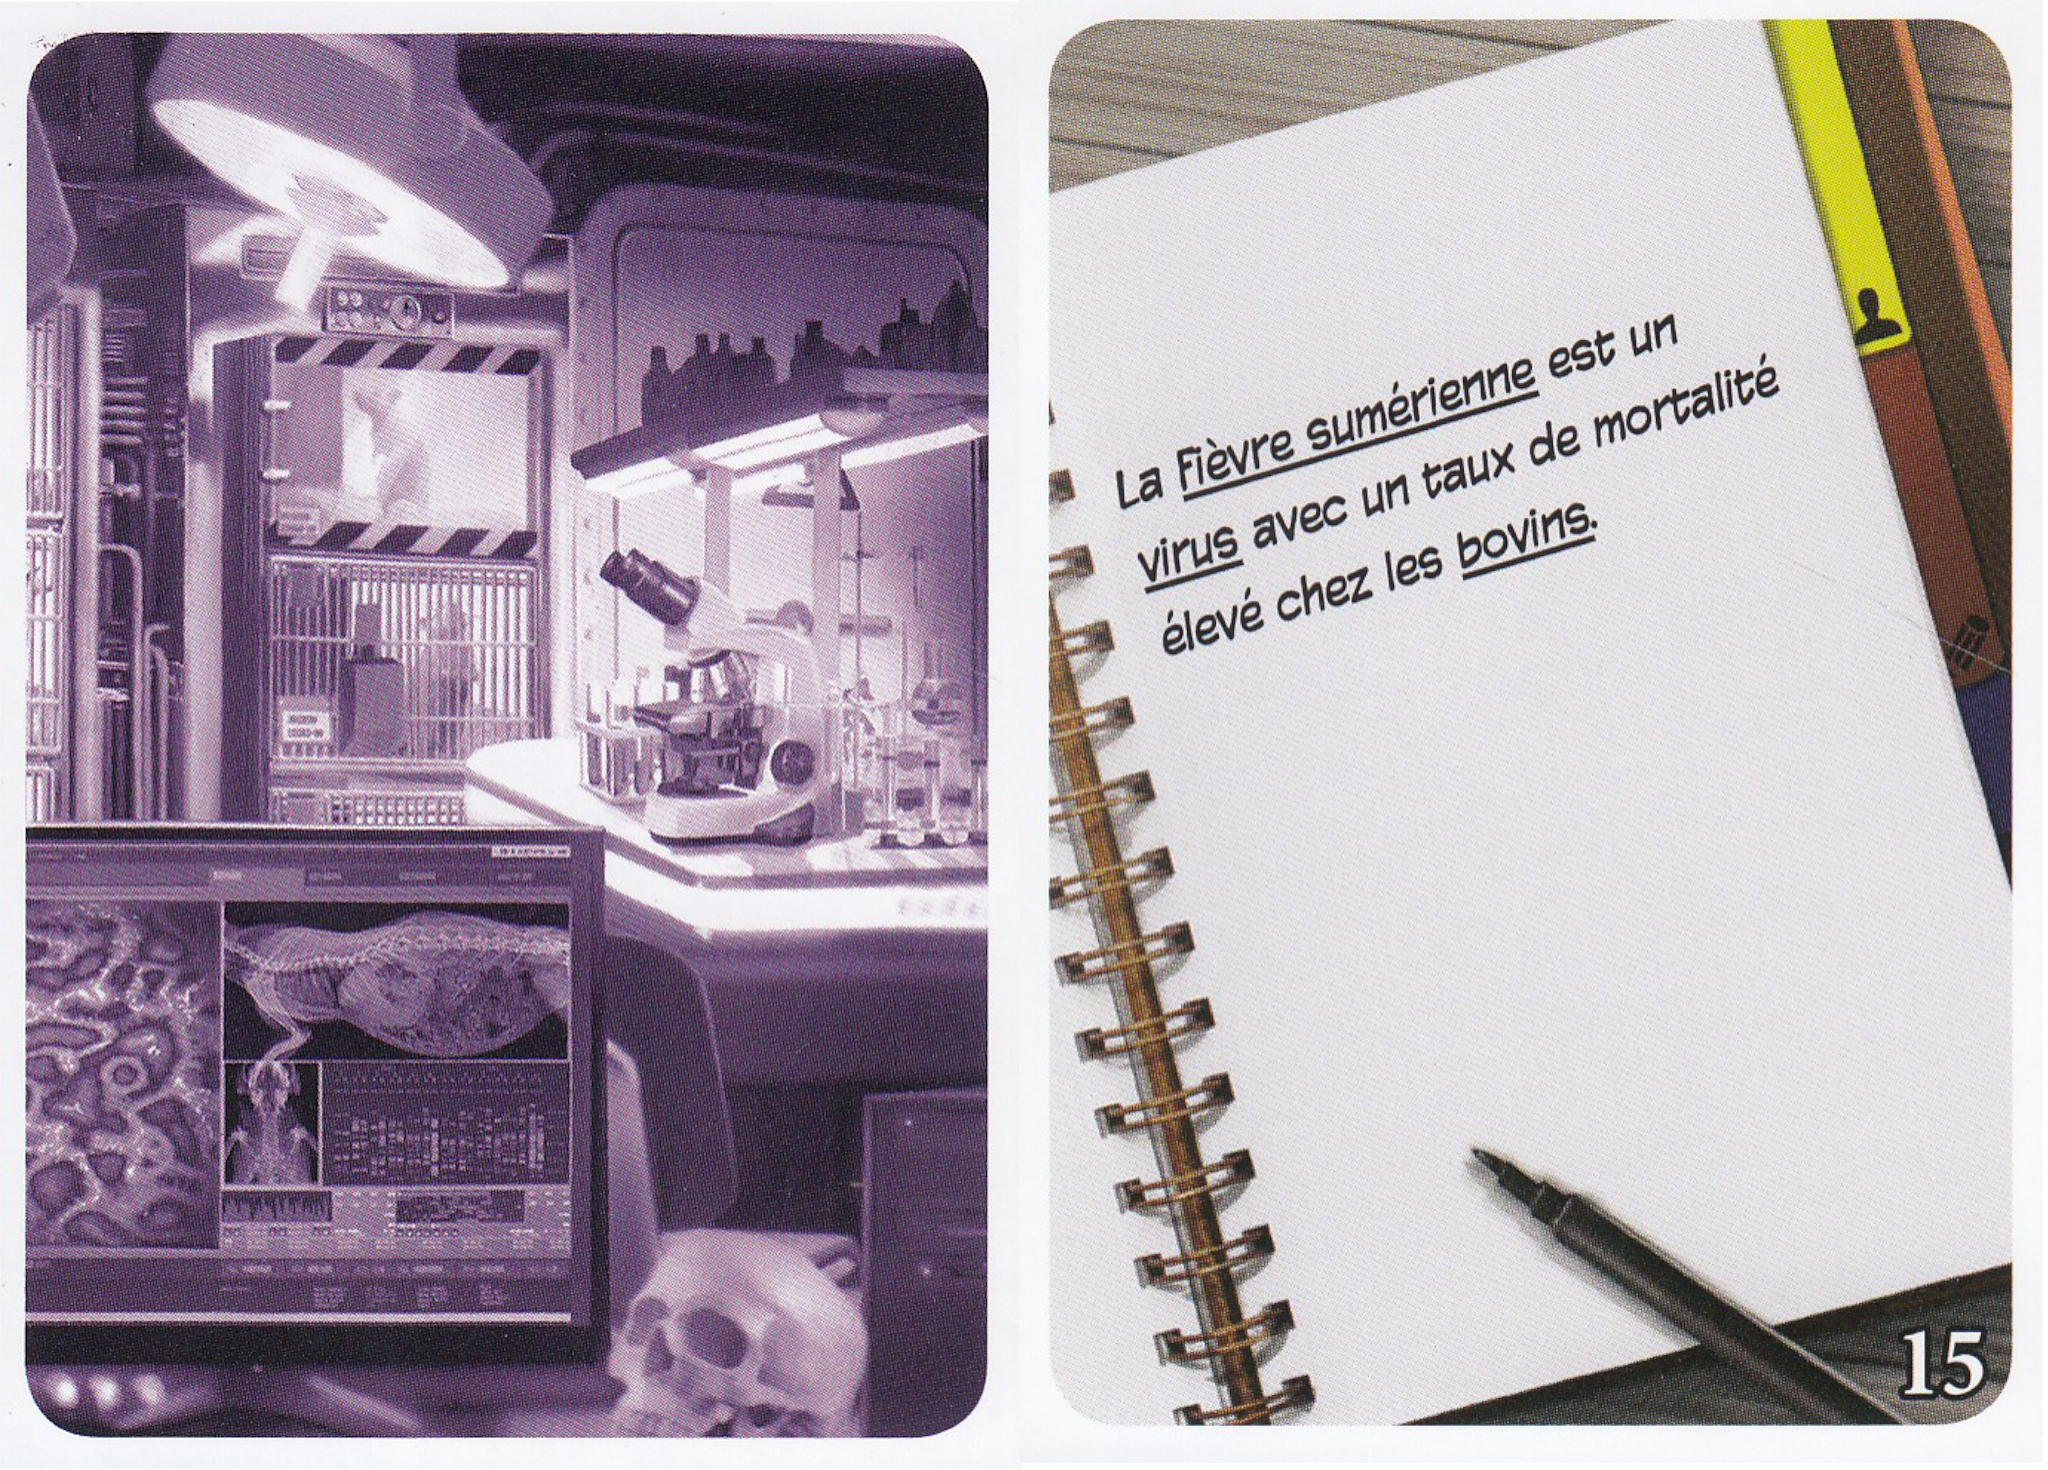 La Fièvre sumérienne est un
virus avec un taux de mortalité
élevé chez les bovins.
15